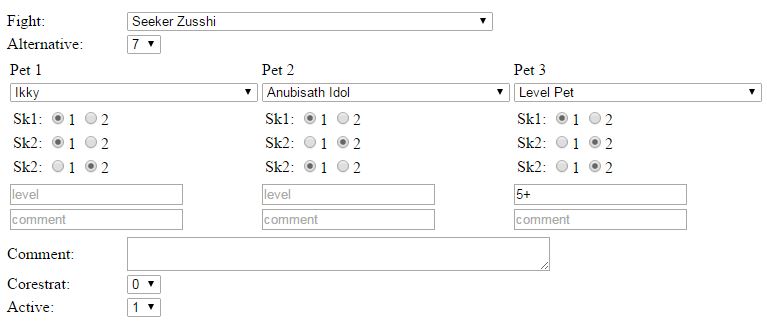 Fight: Seeker Zusshi
Alternative: 7
Pet 1 Pet 2 Pet 3
Ikky Anubisath Idol Level Pet
Sk1: 1 2 Sk1: 1 2 Sk1: 1 2
Sk2: 1 2 Sk2: 1 2 Sk2: 1 2
Sk2: 1 2 Sk2: 1 2 Sk2: 1 2
level level 5+
comment comment comment
Comment:
Corestrat: 0
Active: 1